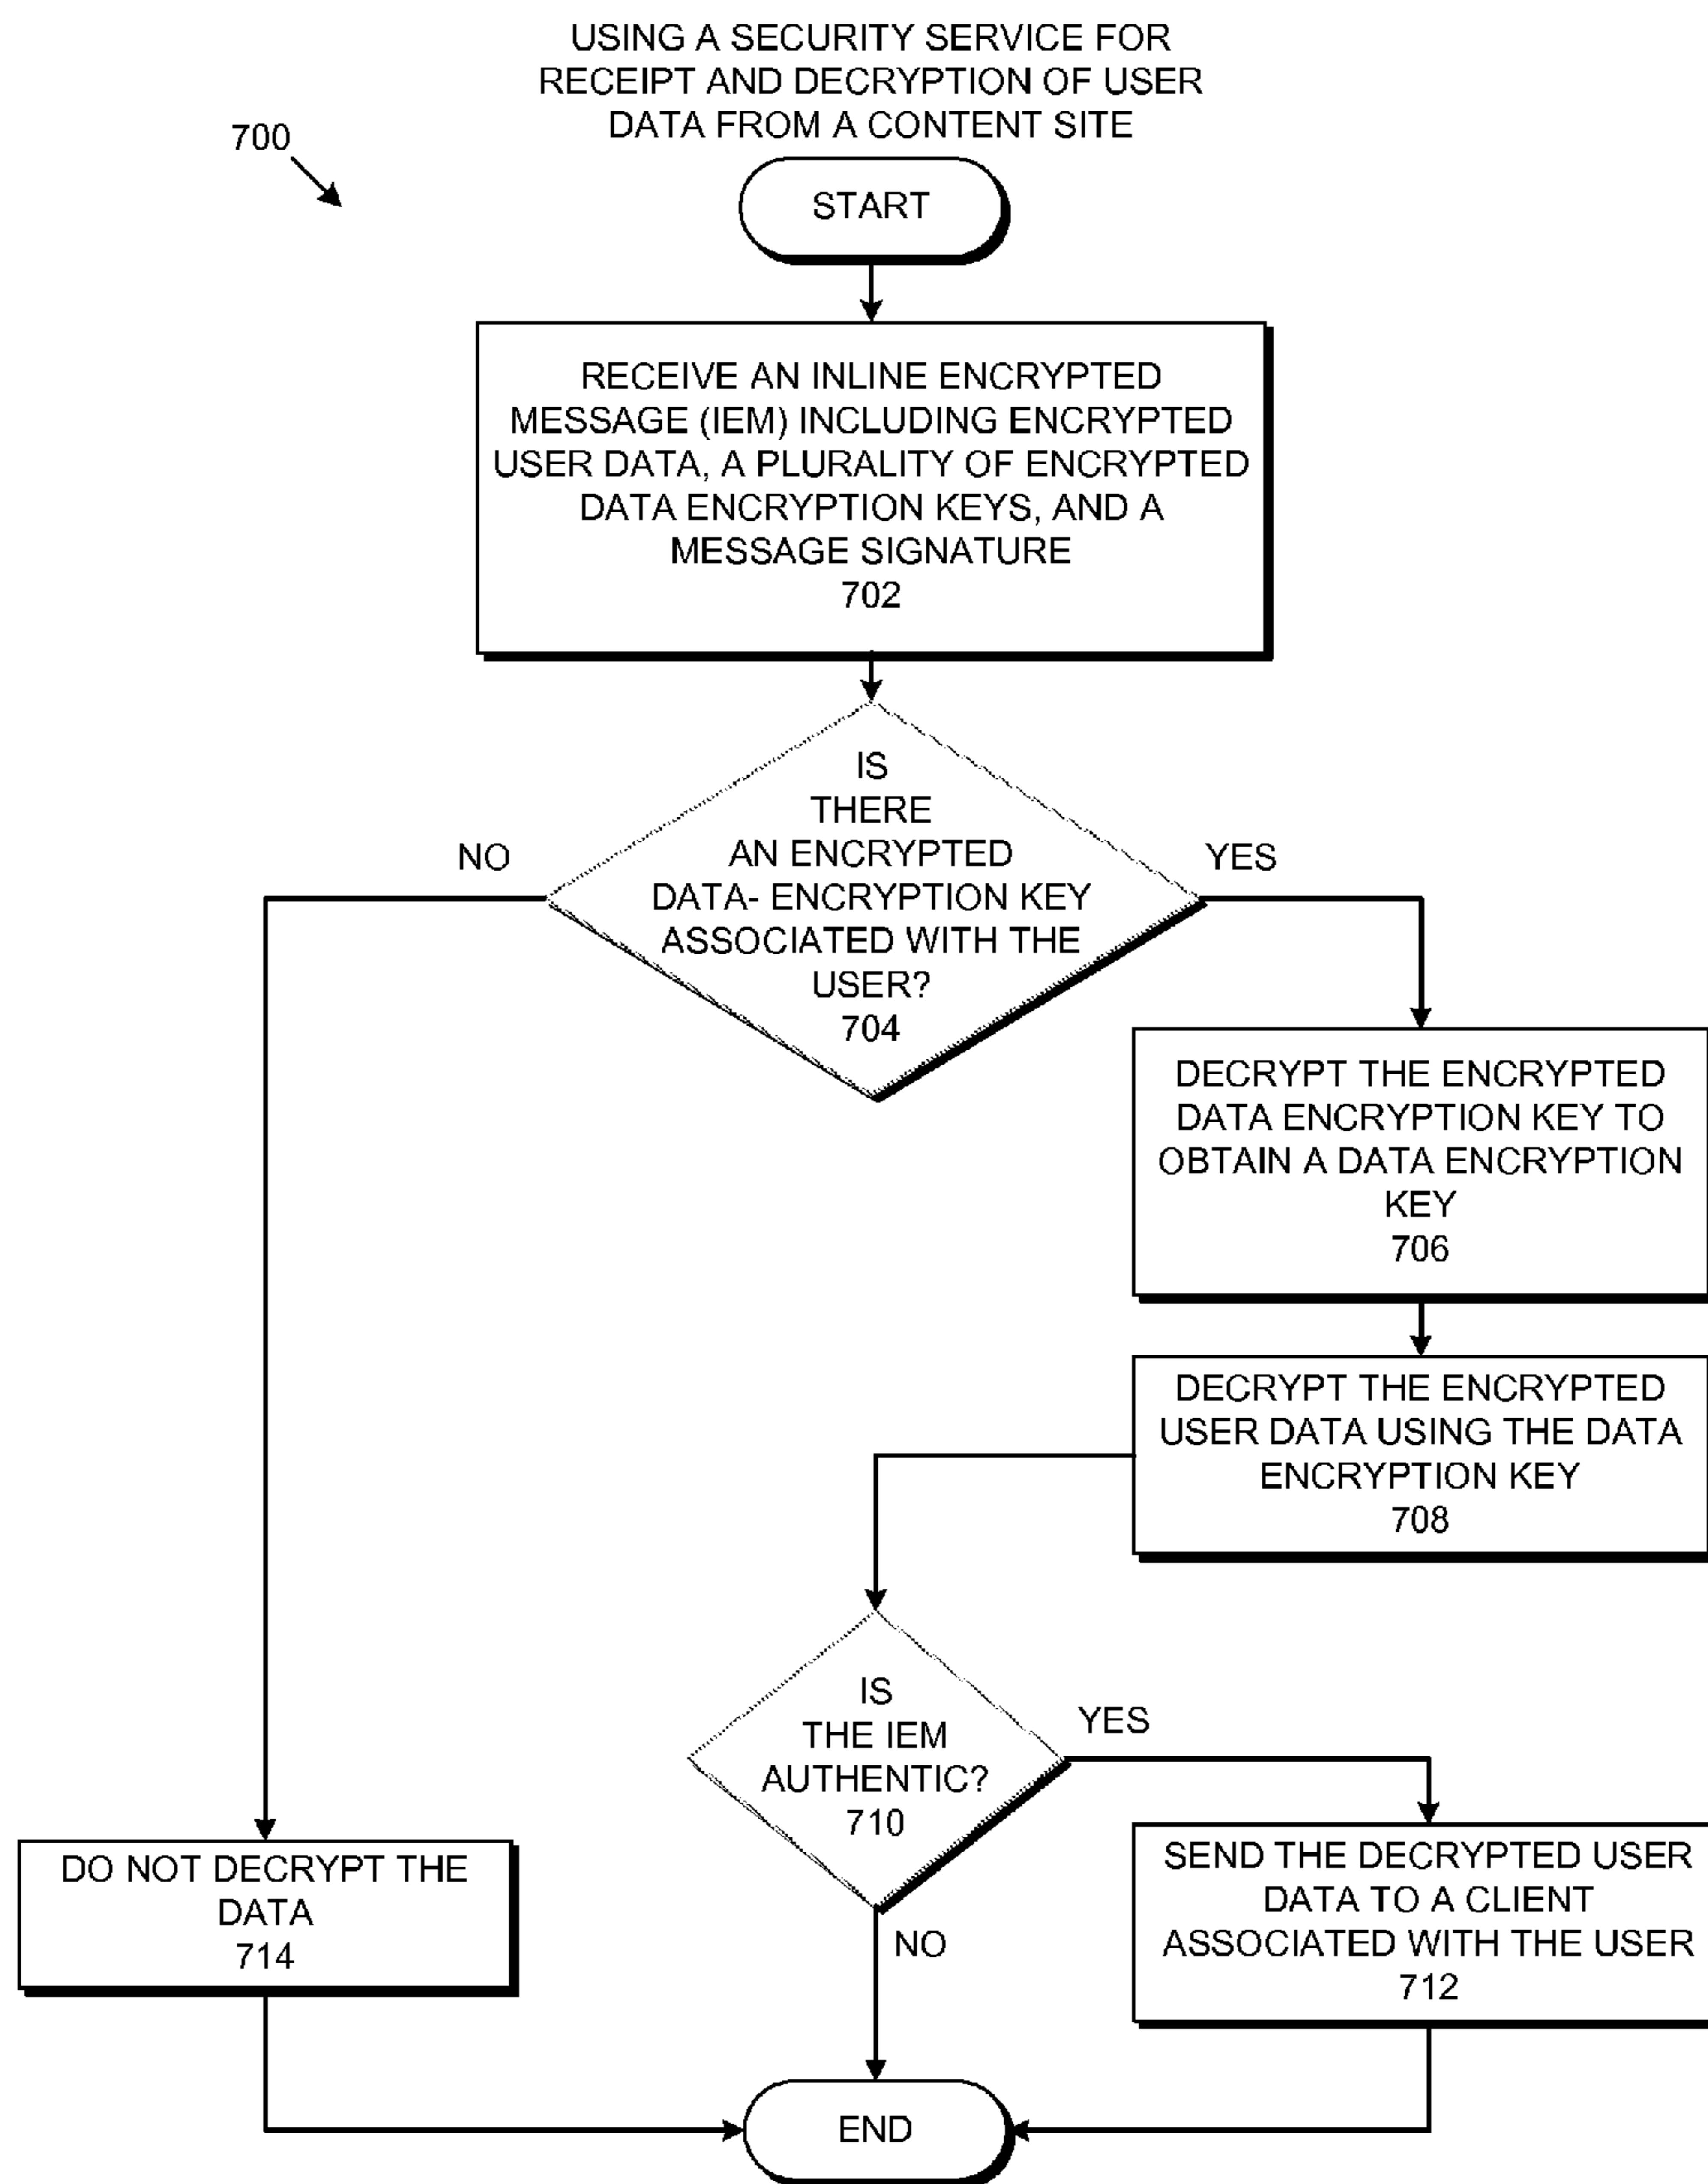 USING A SECURITY SERVICE FOR
RECEIPT AND DECRYPTION OF USER
DATA FROM A CONTENT SITE
700
START
RECEIVE AN INLINE ENCRYPTED
MESSAGE (IEM) INCLUDING ENCRYPTED
USER DATA, A PLURALITY OF ENCRYPTED
DATA ENCRYPTION KEYS, AND A
MESSAGE SIGNATURE
702
IS
THERE
AN ENCRYPTED
DATA- ENCRYPTION KEY
ASSOCIATED WITH THE
USER?
704
NO
YES
DECRYPT THE ENCRYPTED
DATA ENCRYPTION KEY TO
OBTAIN A DATA ENCRYPTION
KEY
706
DECRYPT THE ENCRYPTED
USER DATA USING THE DATA
ENCRYPTION KEY
708
IS
THE IEM
AUTHENTIC?
710
YES
NO
SEND THE DECRYPTED USER
DATA TO A CLIENT
ASSOCIATED WITH THE USER
712
DO NOT DECRYPT THE
DATA
714
END